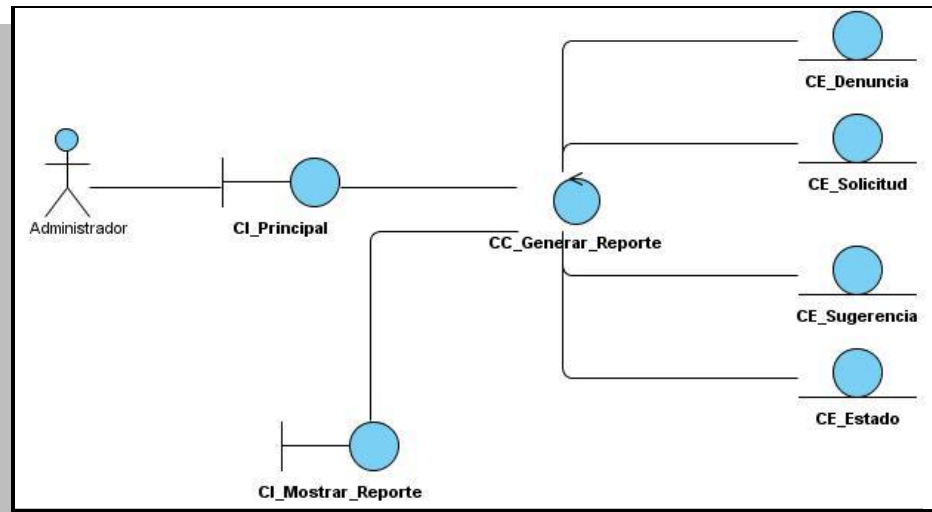 CE_Denuncia
CE_Solicitud
Administrador
CI_Principal
CC_Generar_Reporte
CE_Sugerencia
CE_Estado
CI_Mostrar_Reporte